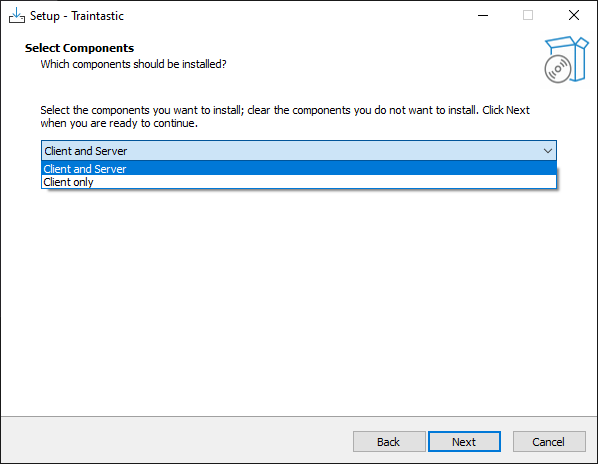 Setup - Traintastic
Select Components
Which components should be installed?
Select the components you want to install; clear the components you do not want to install. Click Next
when you are ready to continue.
Client and Server
Client and Server
Client only
Back
Next
Cancel